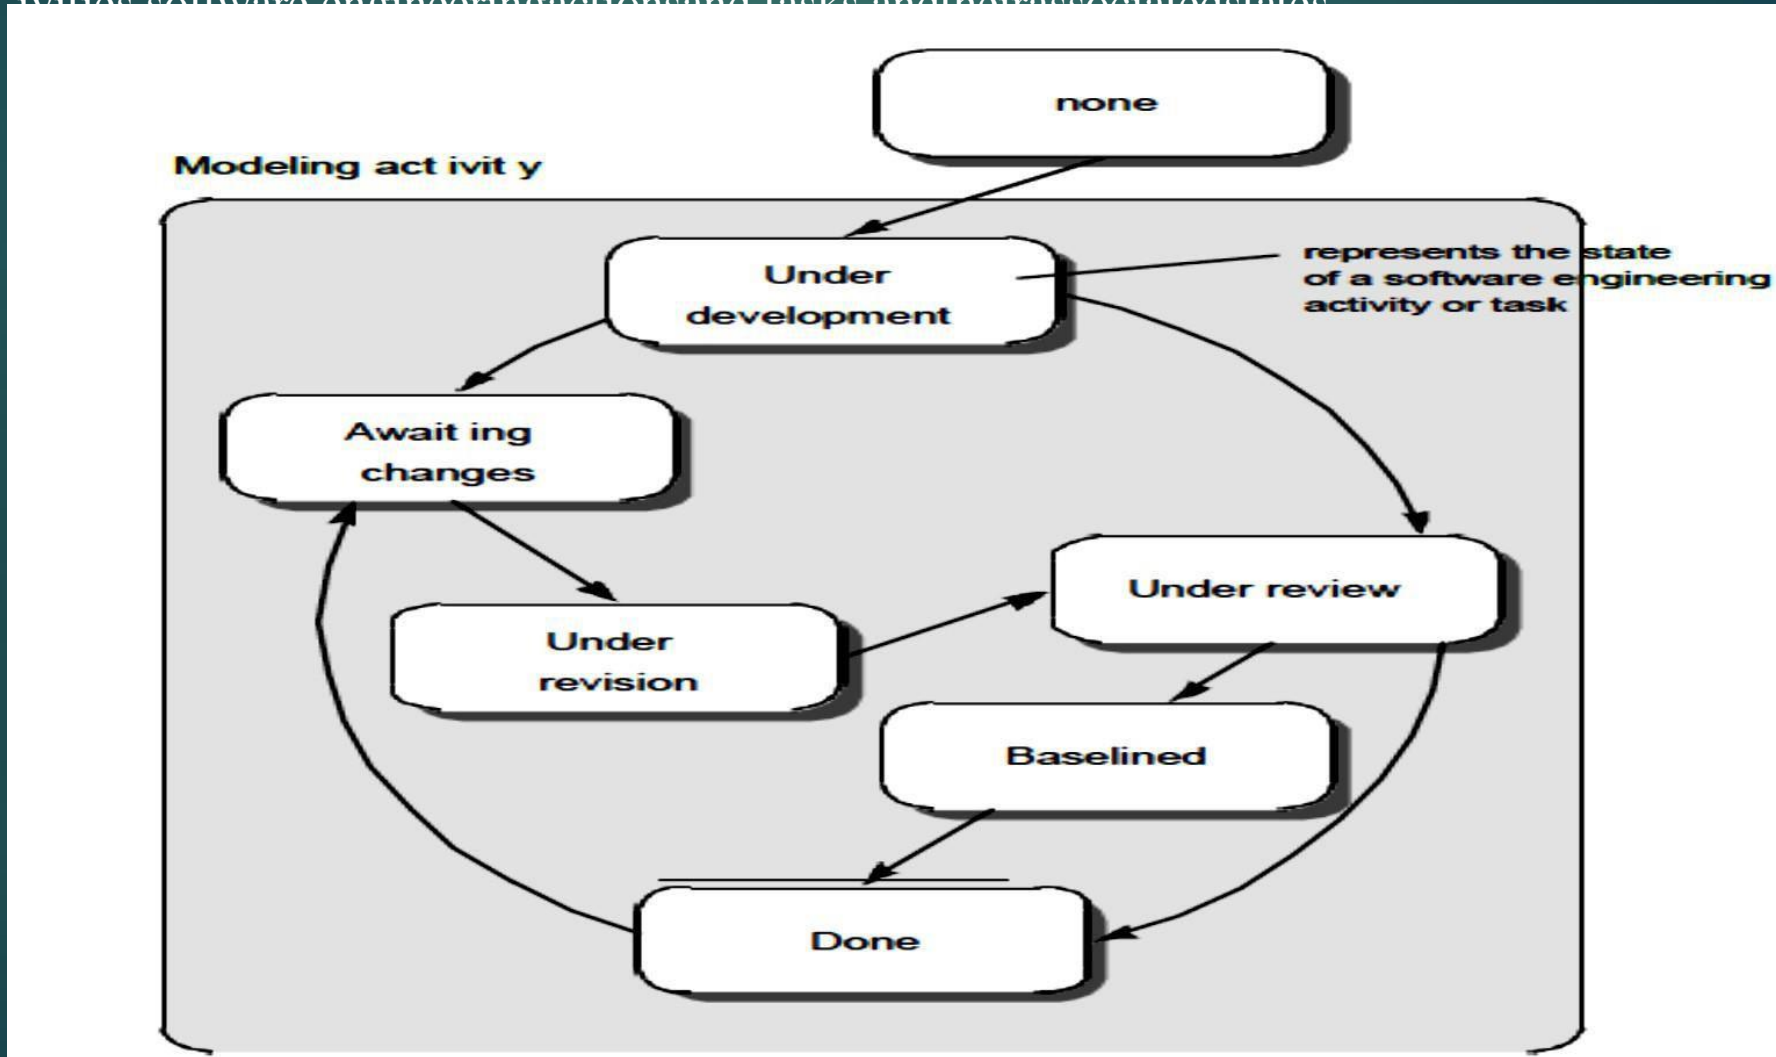 none
Modeling act ivit y
Under
development
represents the state
of a software engineering
activity or task
Await ing
changes
Under review
Under
revision
Baselined
Done